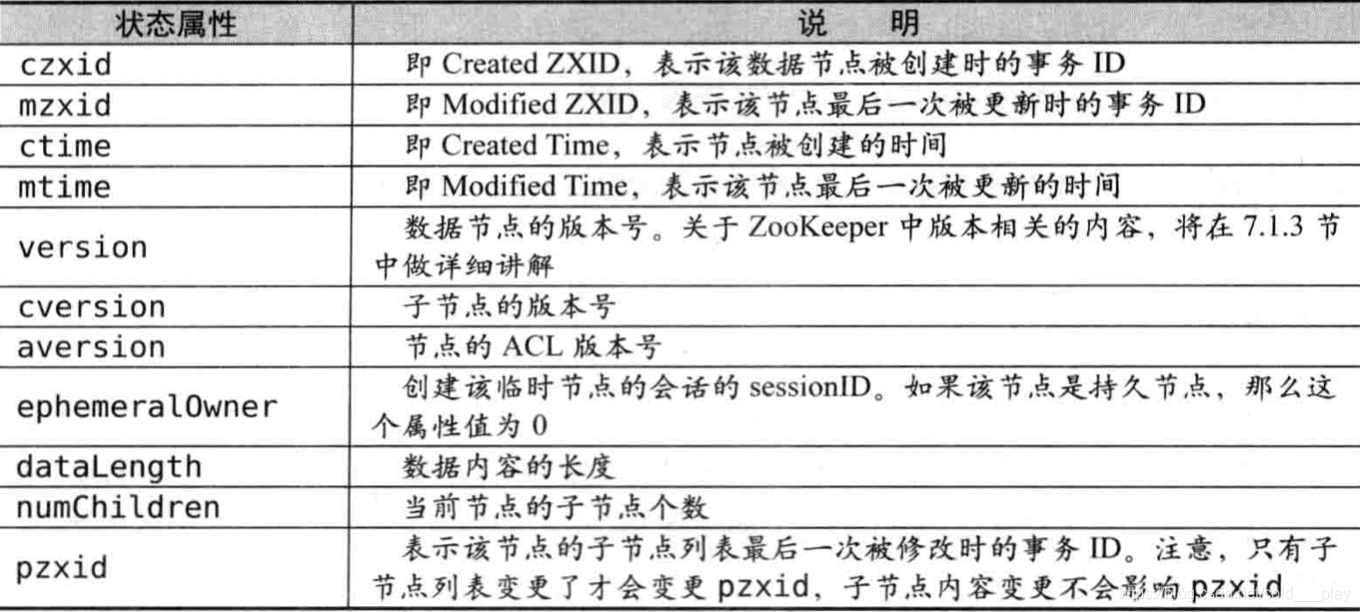 状态属性 说 明
czxid 即 Created ZXID，表示该数据节点被创建时的事务 ID
mzxid 即 Modified ZXID，表示该节点最后一次被更新时的事务 ID
ctime 即 Created Time，表示节点被创建的时间
mtime 即 Modified Time，表示该节点最后一次被更新的时间
version 数据节点的版本号。关于 ZooKeeper 中版本相关的内容，将在 7.1.3 节
中做详细讲解
cversion 子节点的版本号
aversion 节点的 ACL 版本号
ephemeralOwner 创建该临时节点的会话的 sessionID。如果该节点是持久节点，那么这
个属性值为 0
dataLength 数据内容的长度
numChildren 当前节点的子节点个数
pzxid 表示该节点的子节点列表最后一次被修改时的事务 ID。注意，只有子
节点列表变更了才会变更 pzxid，子节点内容变更不会影响 pzxid